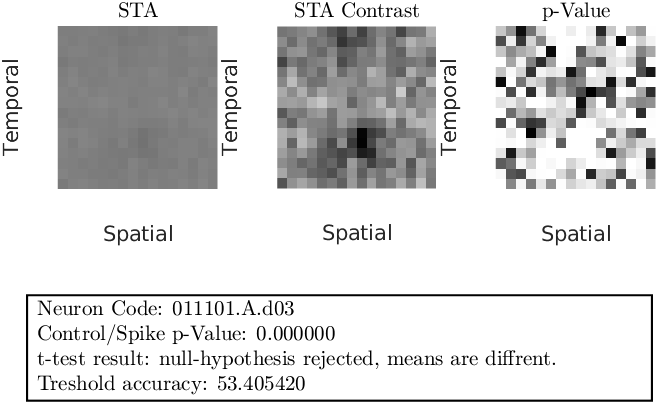 STA
STA Contrast
p-Value
Temporal
Temporal
Temporal
Spatial
Spatial
Spatial
Neuron Code: 011101.A.d03
Control/Spike p-Value: 0.000000
t-test result: null-hypothesis rejected, means are diffrent.
Treshold accuracy: 53.405420